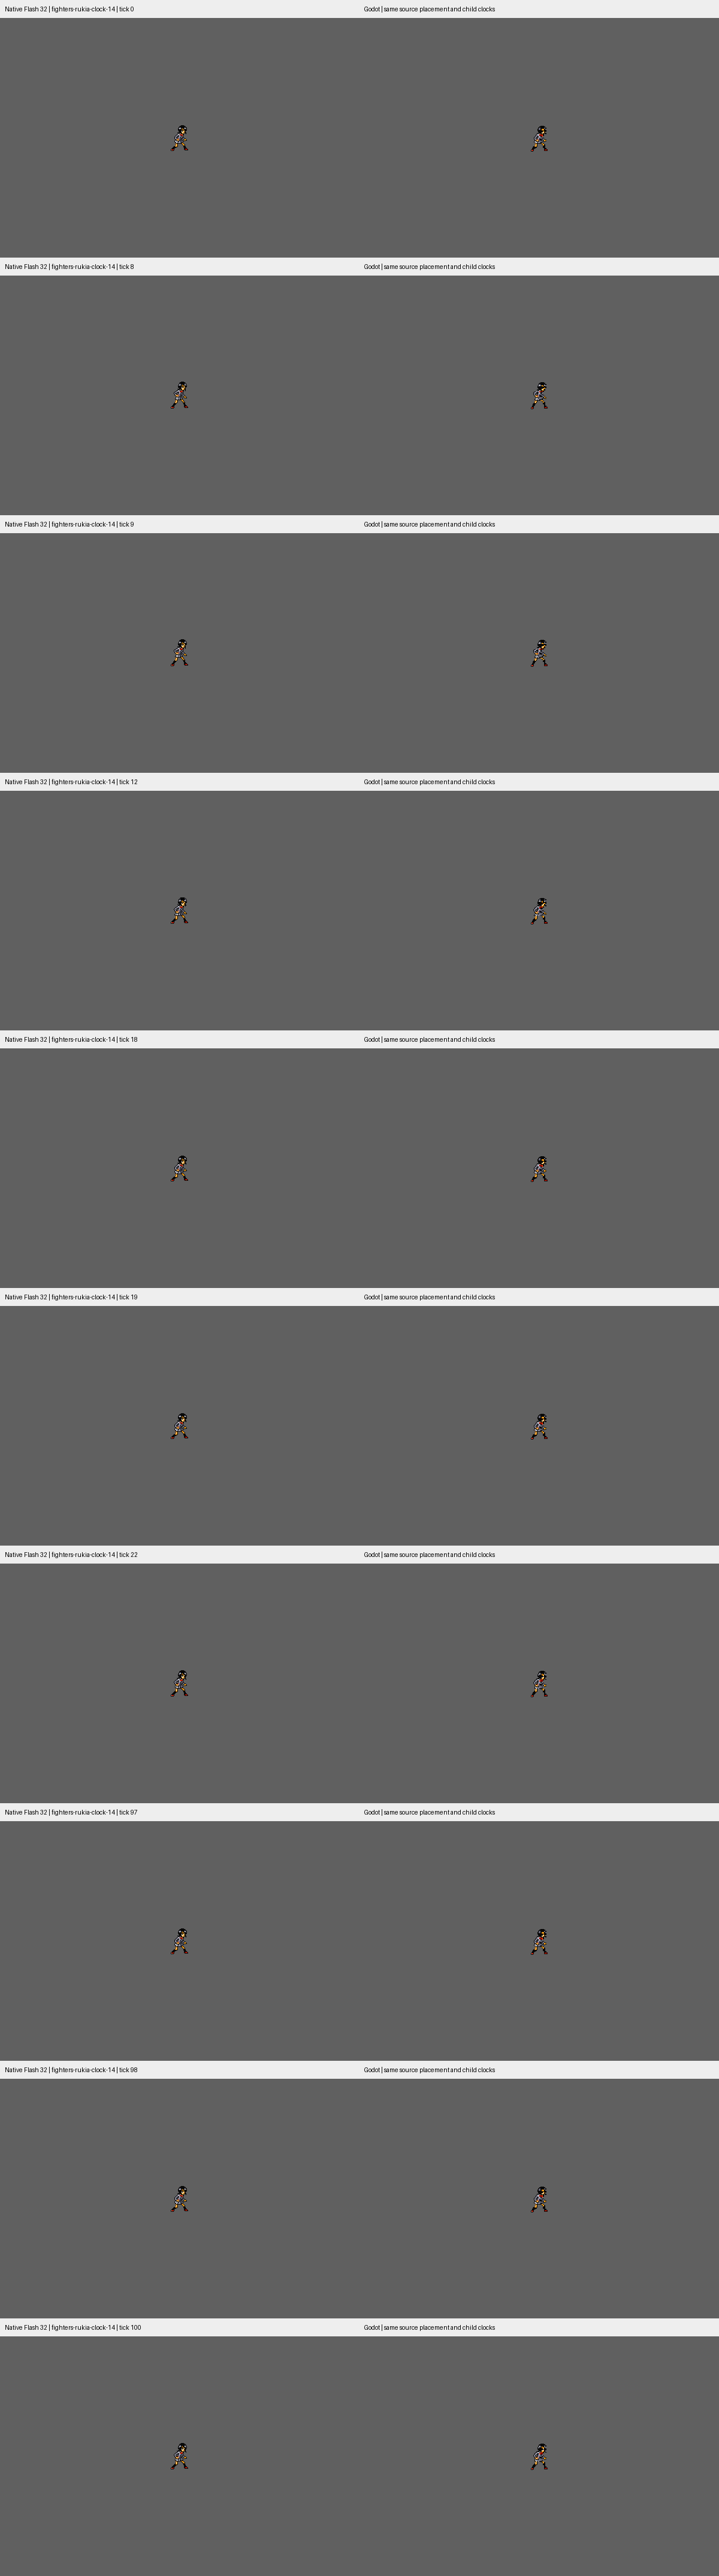 Native Flash 32 | fighters-rukia-clock-14 | tick 0
Godot | same source placement and child clocks
Native Flash 32 | fighters-rukia-clock-14 | tick 8
Godot | same source placement and child clocks
Native Flash 32 | fighters-rukia-clock-14 | tick 9
Godot | same source placement and child clocks
Native Flash 32 | fighters-rukia-clock-14 | tick 12
Godot | same source placement and child clocks
Native Flash 32 | fighters-rukia-clock-14 | tick 18
Godot | same source placement and child clocks
Native Flash 32 | fighters-rukia-clock-14 | tick 19
Godot | same source placement and child clocks
Native Flash 32 | fighters-rukia-clock-14 | tick 22
Godot | same source placement and child clocks
Native Flash 32 | fighters-rukia-clock-14 | tick 97
Godot | same source placement and child clocks
Native Flash 32 | fighters-rukia-clock-14 | tick 98
Godot | same source placement and child clocks
Native Flash 32 | fighters-rukia-clock-14 | tick 100
Godot | same source placement and child clocks